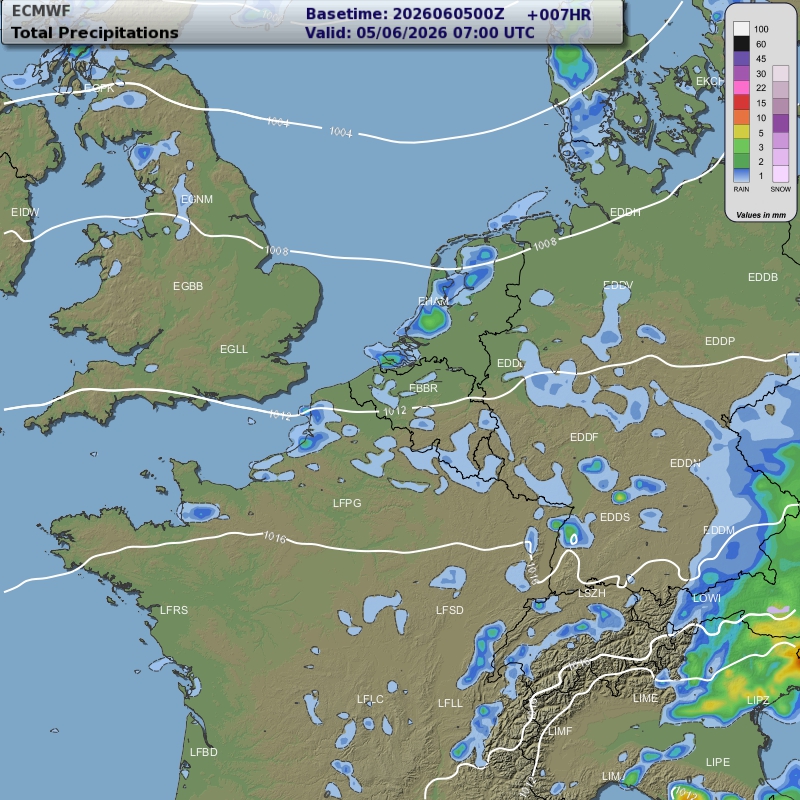 ECMWF
Basetime: 2026060500Z +007HR
Total Precipitations
Valid: 05/06/2026 07:00 UTC
100
60
45
30
22
15
10
5
3
2
1
RAIN SNOW
Values in mm
EGPK
EKCH
1004
1004
EGNM
EIDW
EDDH
1008
1008
EGBB
EDDV
EDDB
EHAM
EGLL
EDDP
EBBR
1012
1012
EDDF
EDDN
LFPG
EDDS
EDDM
1016
1016
LSZH
LOWI
LFRS
LFSD
LFLC
LFLL
LIME
LIPZ
LIMF
LFBD
LIPE
1012